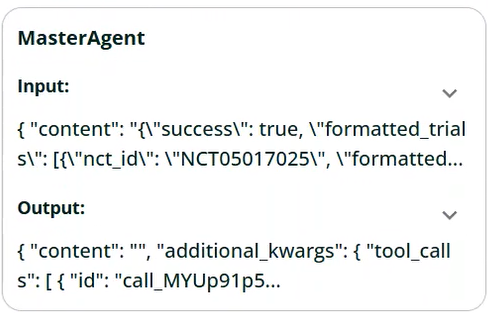 MasterAgent
Input:
{ "content": "{\"success\": true, \"formatted_trial
s\": [{\"nct_id\": \"NCT05017025\", \"formatted...
Output:
{ "content": "", "additional_kwargs": { "tool_call
s": [ { "id": "call_MYUp91p5...